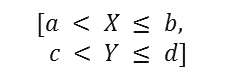 [a < X ≤ b,
c < Y ≤ d]